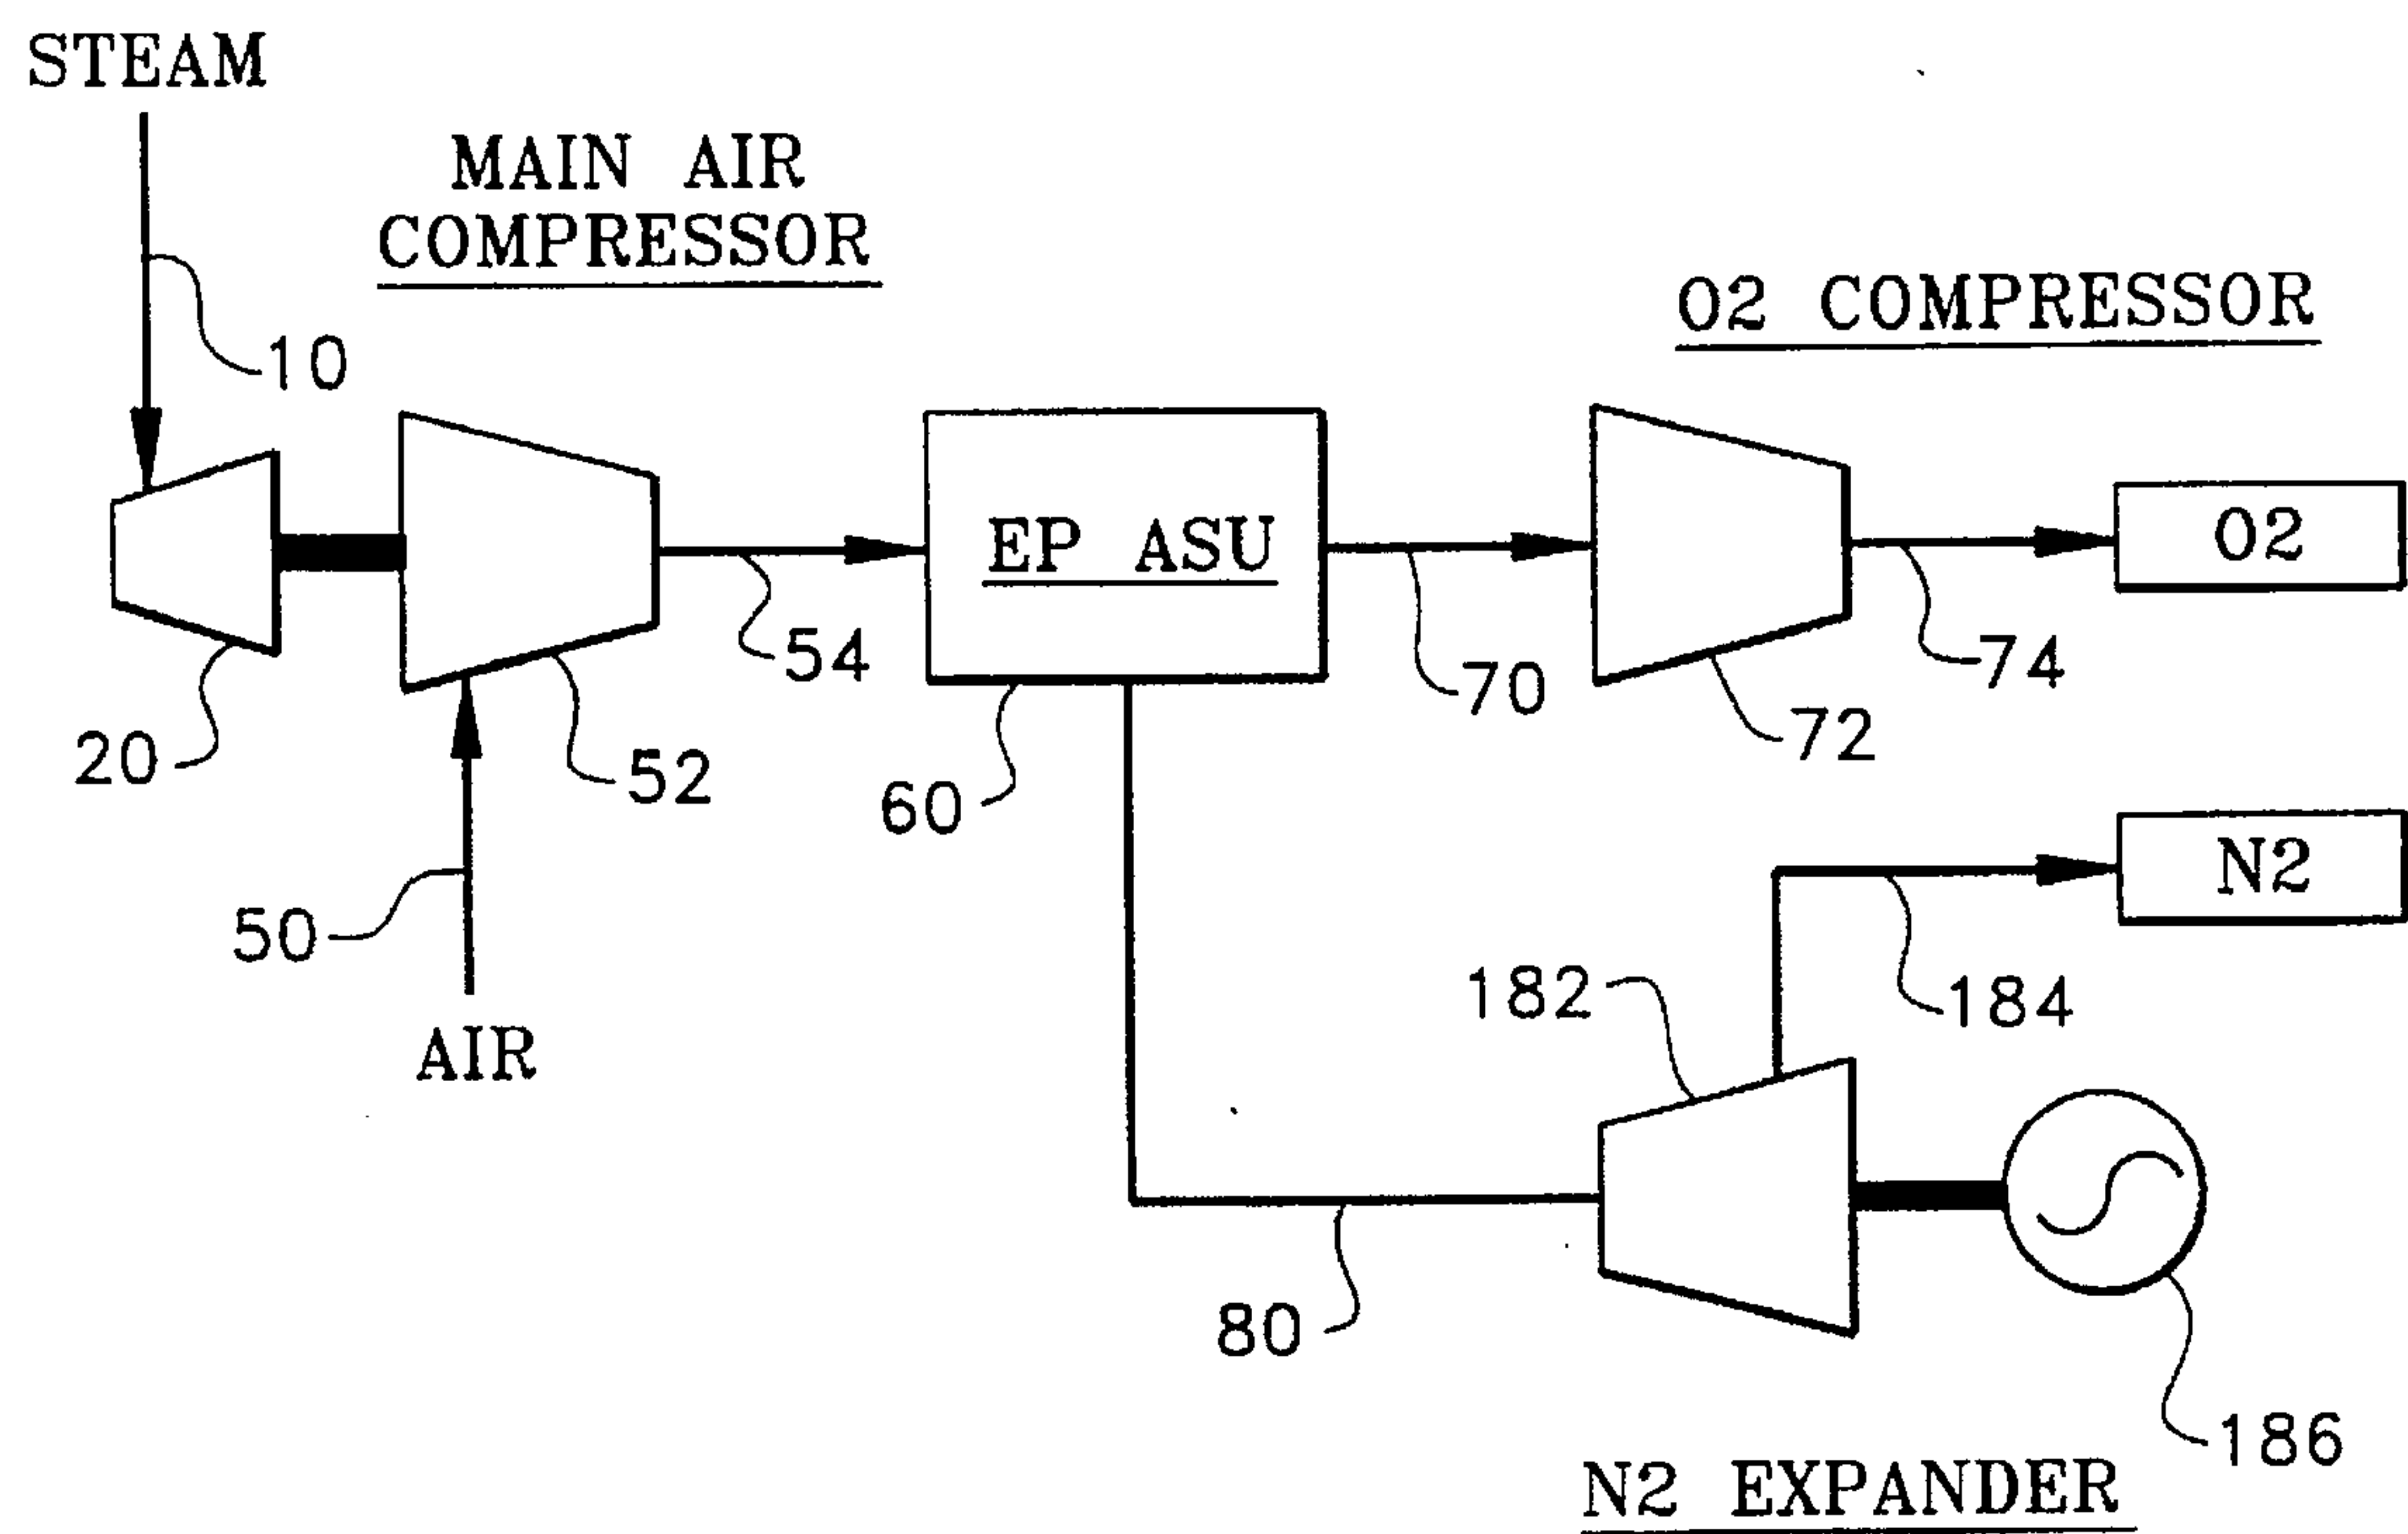 STEAM
MAIN AIR
COMPRESSOR
O2 COMPRESSOR
10
EP ASU
O2
54
70
74
20
52
60
72
N2
50
182
184
AIR
80
186
N2 EXPANDER